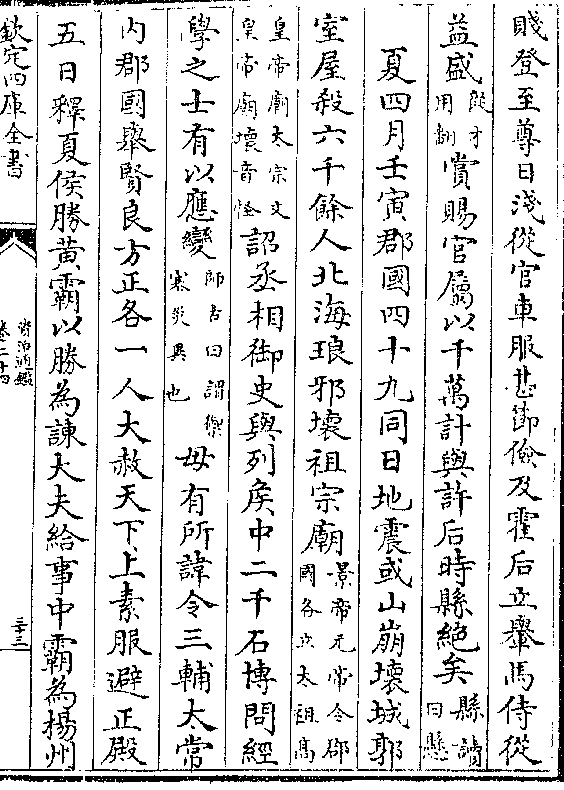 賤登至尊日淺從官車服甚節儉及霍后立轝馬侍從
益盛從才用翻賞賜官屬以千萬計與許后時縣絕矣縣讀曰懸
夏四月壬寅郡國四十九同日地震或山崩壞城郭
室屋殺六千餘人北海琅邪壞祖宗廟景帝元帝令郡國各立太祖高
皇帝廟太宗文皇帝廟壞音怪詔丞相御史與列矦中二千石博問經
學之士有以應變師古曰謂禦塞災異也毋有所諱令三輔大常
内郡國舉賢良方正各一人大赦天下上素服避正殿
五日釋夏侯勝黃霸以勝為諫大夫給事中霸為揚州
欽定四庫全書
資治通鑑
卷二十四
三十三